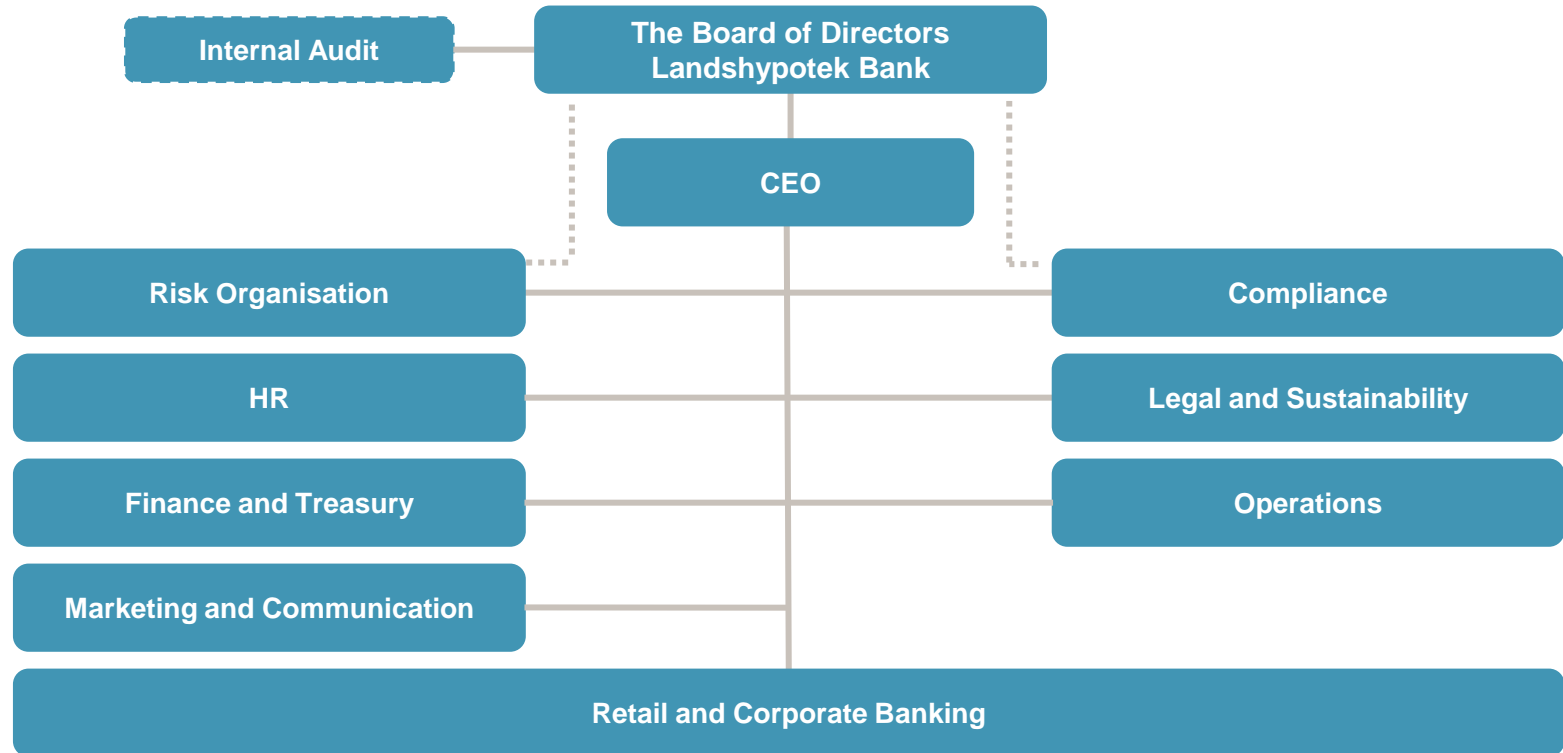 Internal Audit
The Board of Directors
Landshypotek Bank
CEO
Risk Organisation
Compliance
HR
Legal and Sustainability
Finance and Treasury
Operations
Marketing and Communication
Retail and Corporate Banking